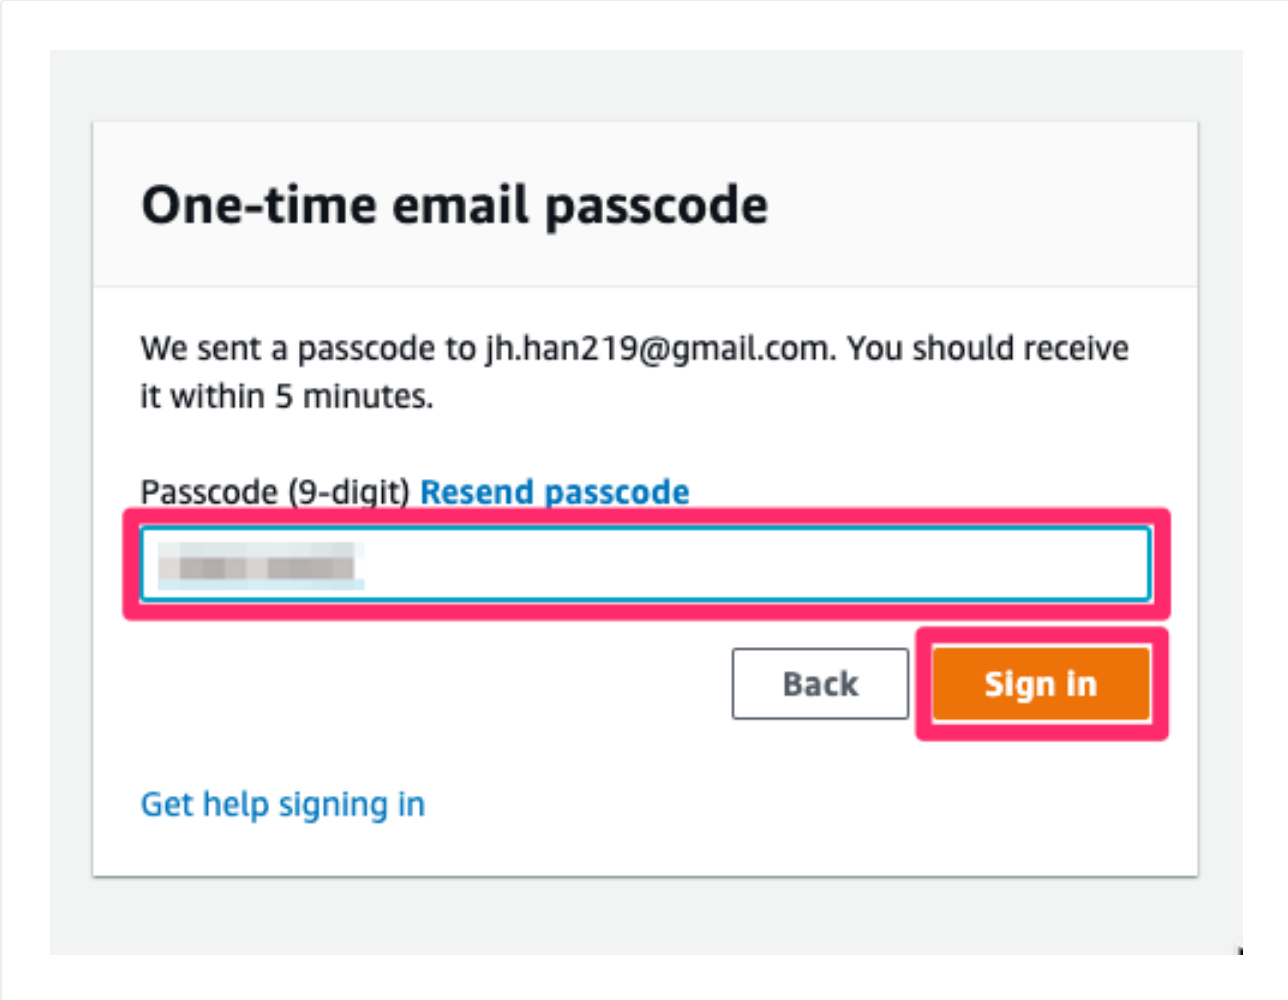 One-time email passcode
We sent a passcode to jh.han219@gmail.com. You should receive
it within 5 minutes.
Passcode (9-digit) Resend passcode
Back
Sign in
Get help signing in